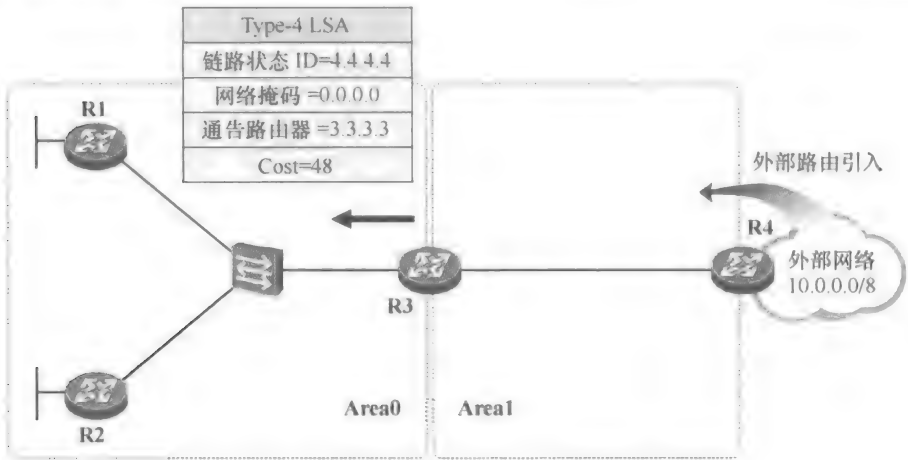 Type-4 LSA
链路状态 ID=4.4.4.4
网络掩码 =0.0.0.0
通告路由器 =3.3.3.3
Cost=48
R1
外部路由引入
R4
外部网络
10.0.0.0/8
R3
Area0
Area1
R2